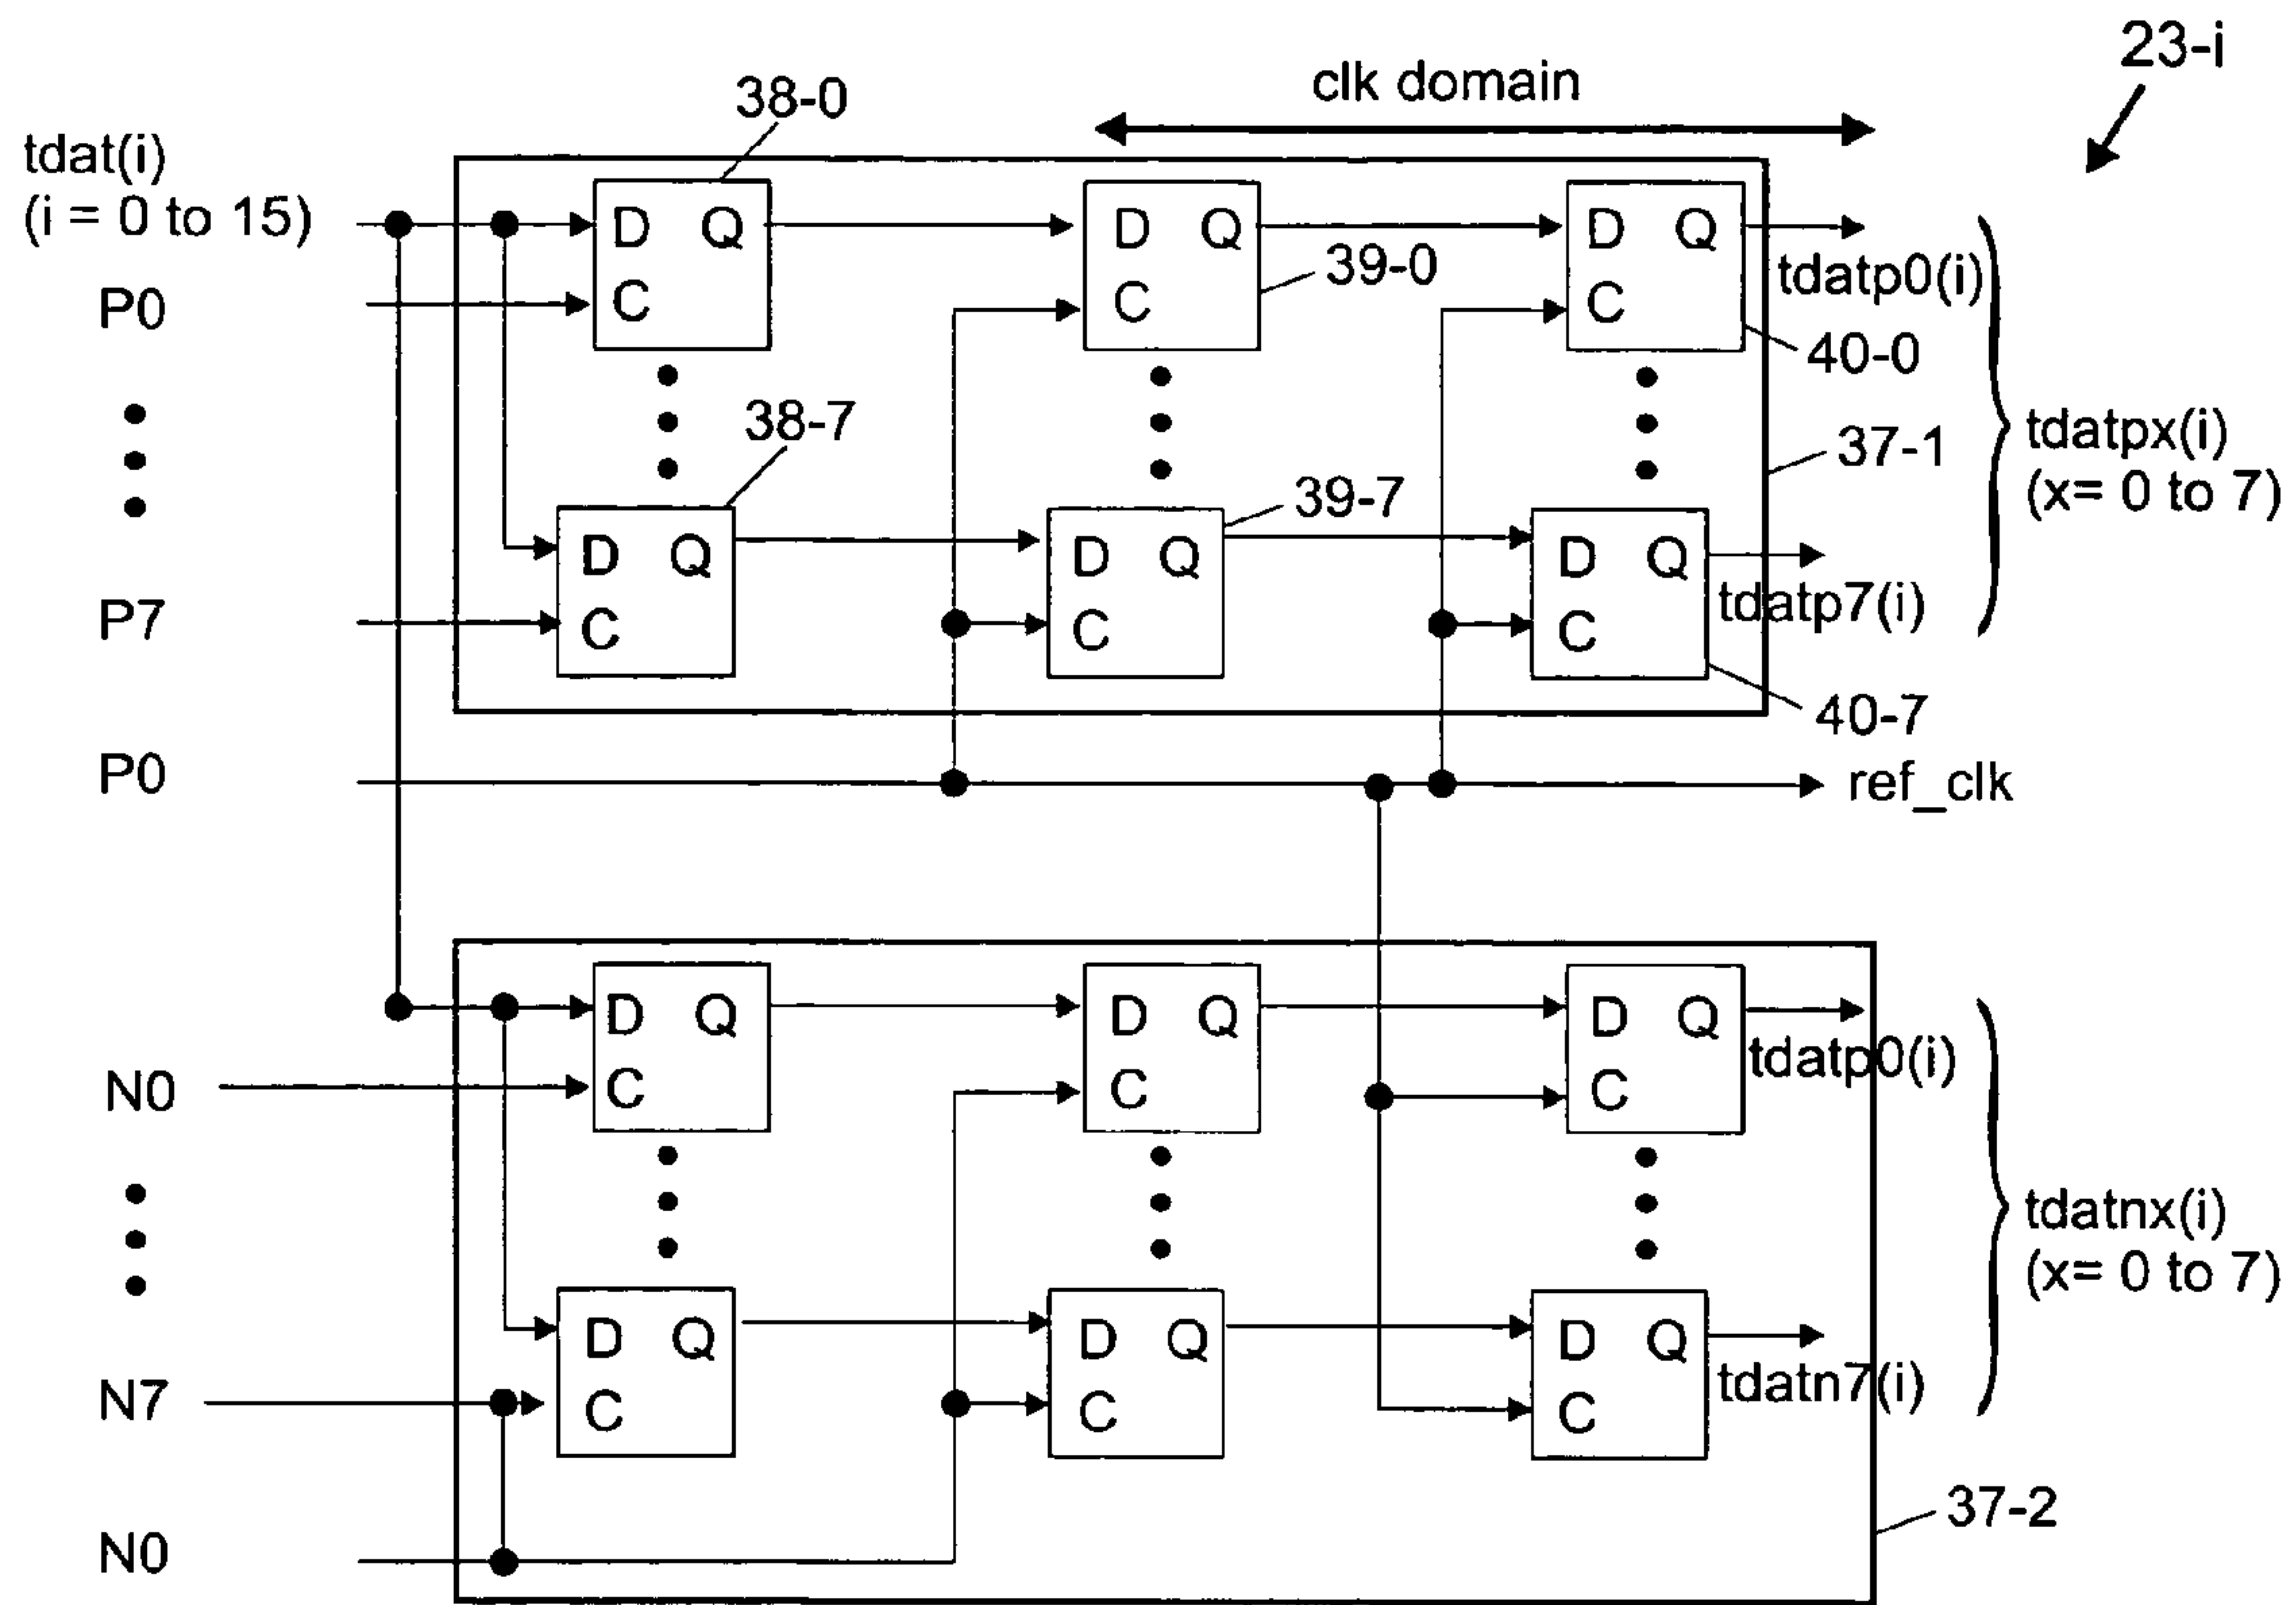 23-i
clk domain
38-0
tdat(i)
(i = 0 to 15)
D Q
D Q
D Q
39-0
tdatp0(i)
P0
C
C
C
40-0
38-7
37-1
tdatpx(i)
(x= 0 to 7)
39-7
D Q
D Q
D Q
tdatp7(i)
P7
C
C
C
40-7
P0
ref_clk
D Q
D Q
D Q
tdatp0(i)
N0
C
C
C
tdatnx(i)
(x= 0 to 7)
D Q
D Q
D Q
tdatn7(i)
N7
C
C
C
37-2
N0